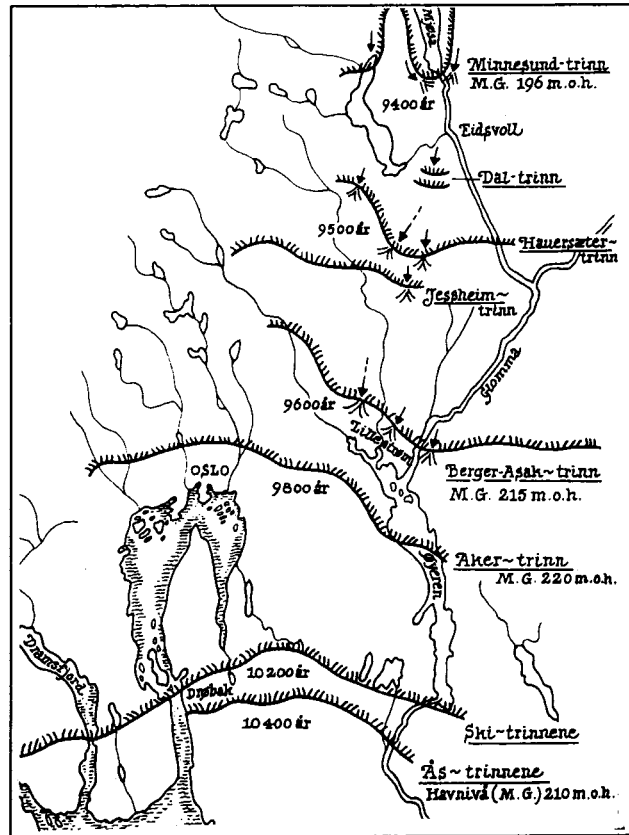 Mjøsa
Minnesund-trinn
M.G. 196 m.o.h.
9400 år
Eidsvoll
Dal-trinn
9500 år
Hauersæter-
trinn
Jessheim-
trinn
Glomma
9600 år
Lillestrøm
Berger-Asak-trinn
M.G. 215 m.o.h.
OSLO
9800 år
Øyeren
Aker-trinn
M.G. 220 m.o.h.
Dramsfjord
10 200 år
Drøbak
10 400 år
Ski-trinnene
Ås-trinnene
Havnivå (M.G.) 210 m.o.h.